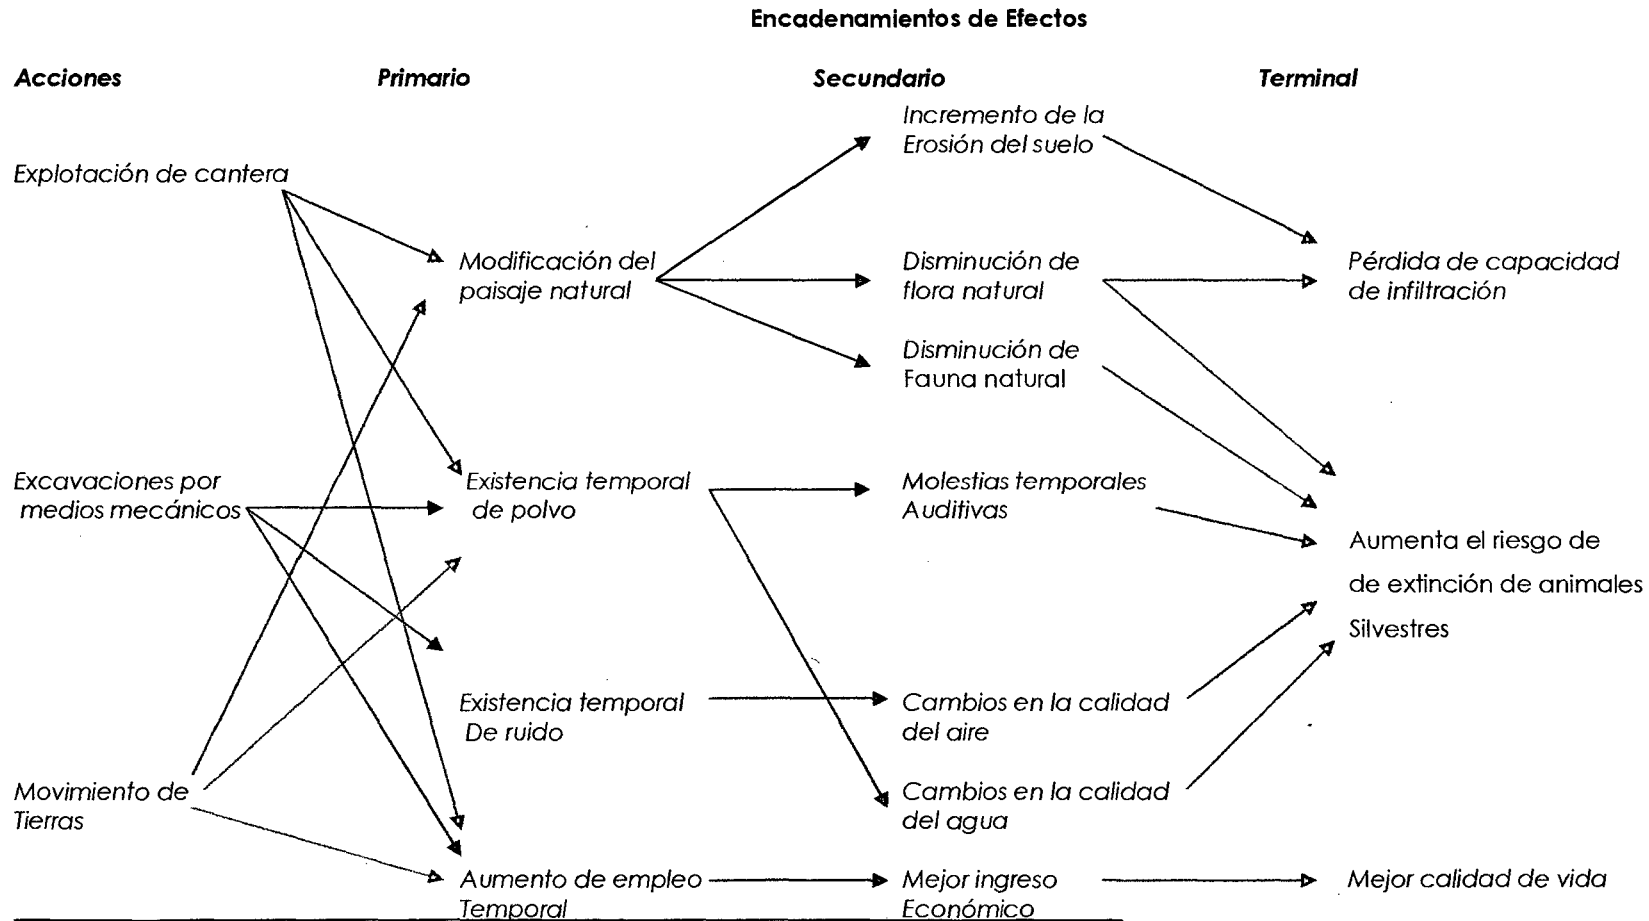 Encadenamientos de Efectos
Acciones
Primario
Secundario
Terminal
Explotación de cantera
Excavaciones por
medios mecánicos
Movimiento de
Tierras
Modificación del
paisaje natural
Existencia temporal
de polvo
Existencia temporal
De ruido
Aumento de empleo
Temporal
Incremento de la
Erosión del suelo
Disminución de
flora natural
Disminución de
Fauna natural
Molestias temporales
Auditivas
Cambios en la calidad
del aire
Cambios en la calidad
del agua
Mejor ingreso
Económico
Pérdida de capacidad
de infiltración
Aumenta el riesgo de
de extinción de animales
Silvestres
Mejor calidad de vida